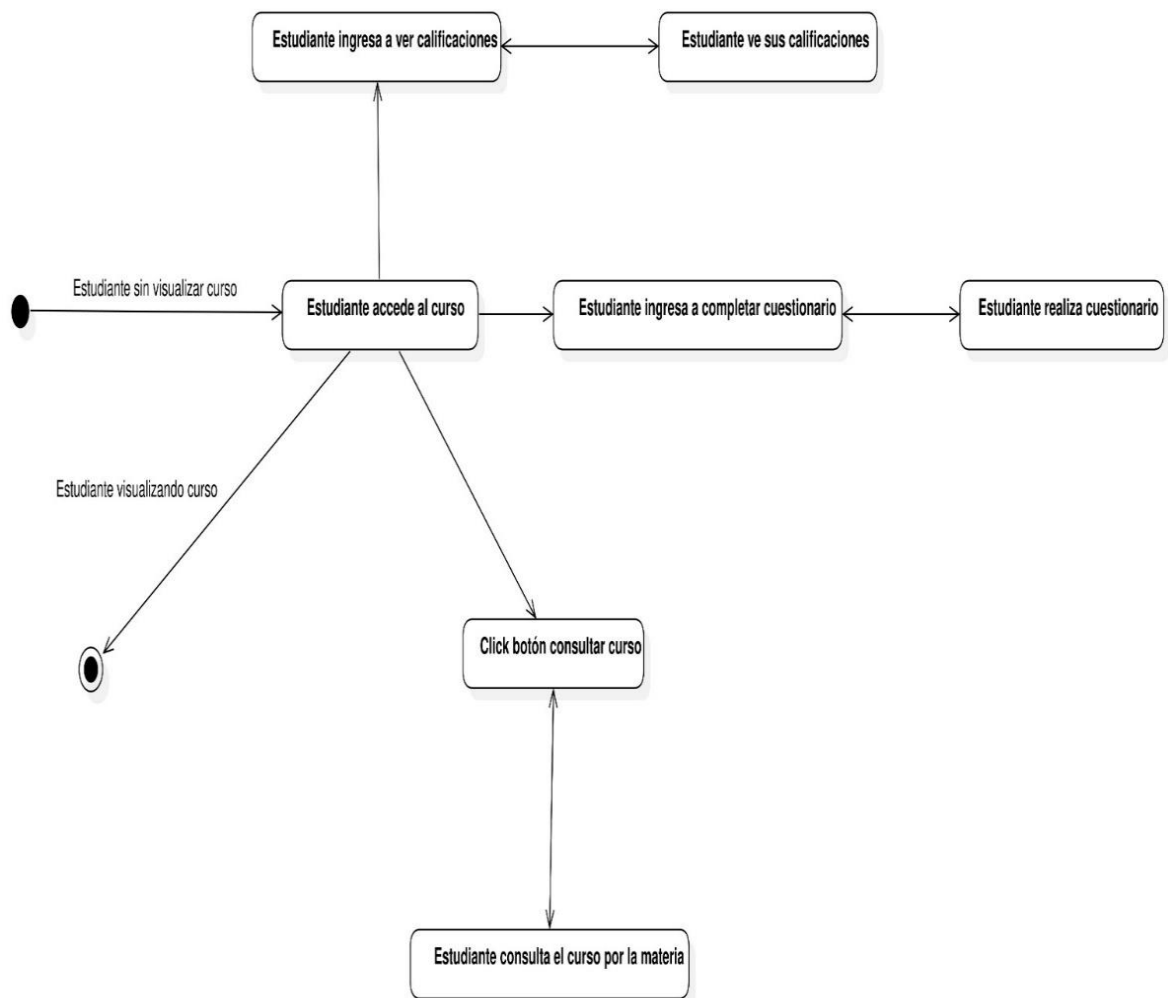 Estudiante ingresa a ver calificaciones
Estudiante ve sus calificaciones
Estudiante sin visualizar curso
Estudiante accede al curso
Estudiante ingresa a completar cuestionario
Estudiante realiza cuestionario
Estudiante visualizando curso
Click botón consultar curso
Estudiante consulta el curso por la materia